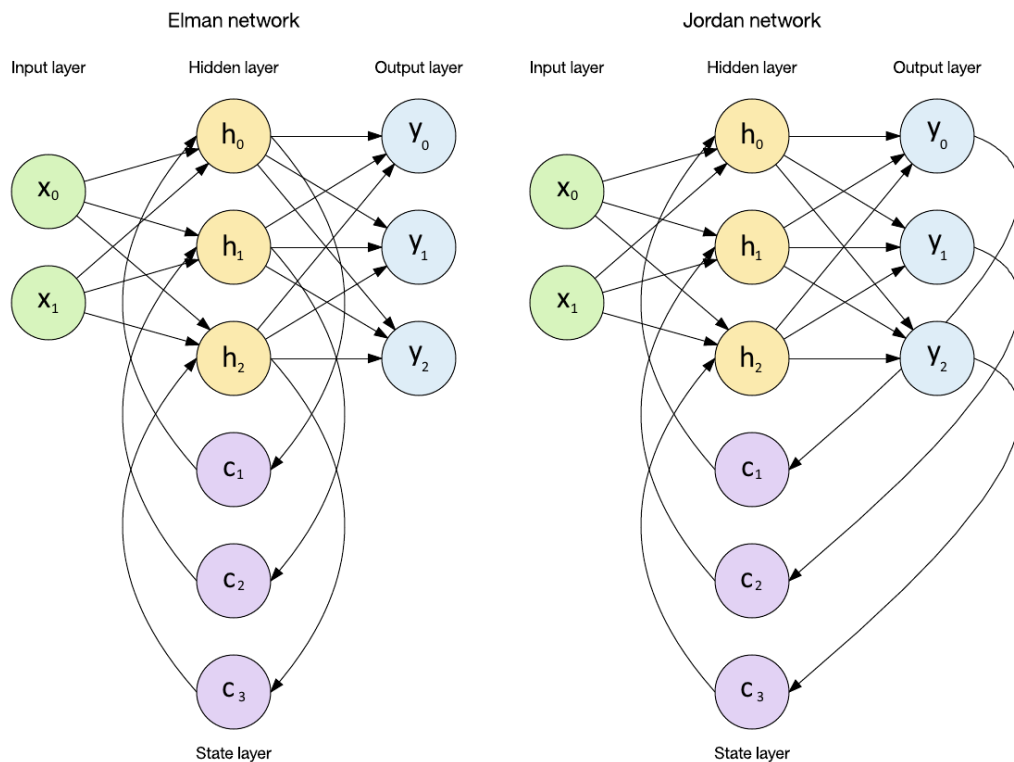 Elman network
Input layer
Hidden layer
Output layer
x0
x1
h0
h1
h2
y0
y1
y2
c1
c2
c3
State layer
Jordan network
Input layer
Hidden layer
Output layer
x0
x1
h0
h1
h2
y0
y1
y2
c1
c2
c3
State layer